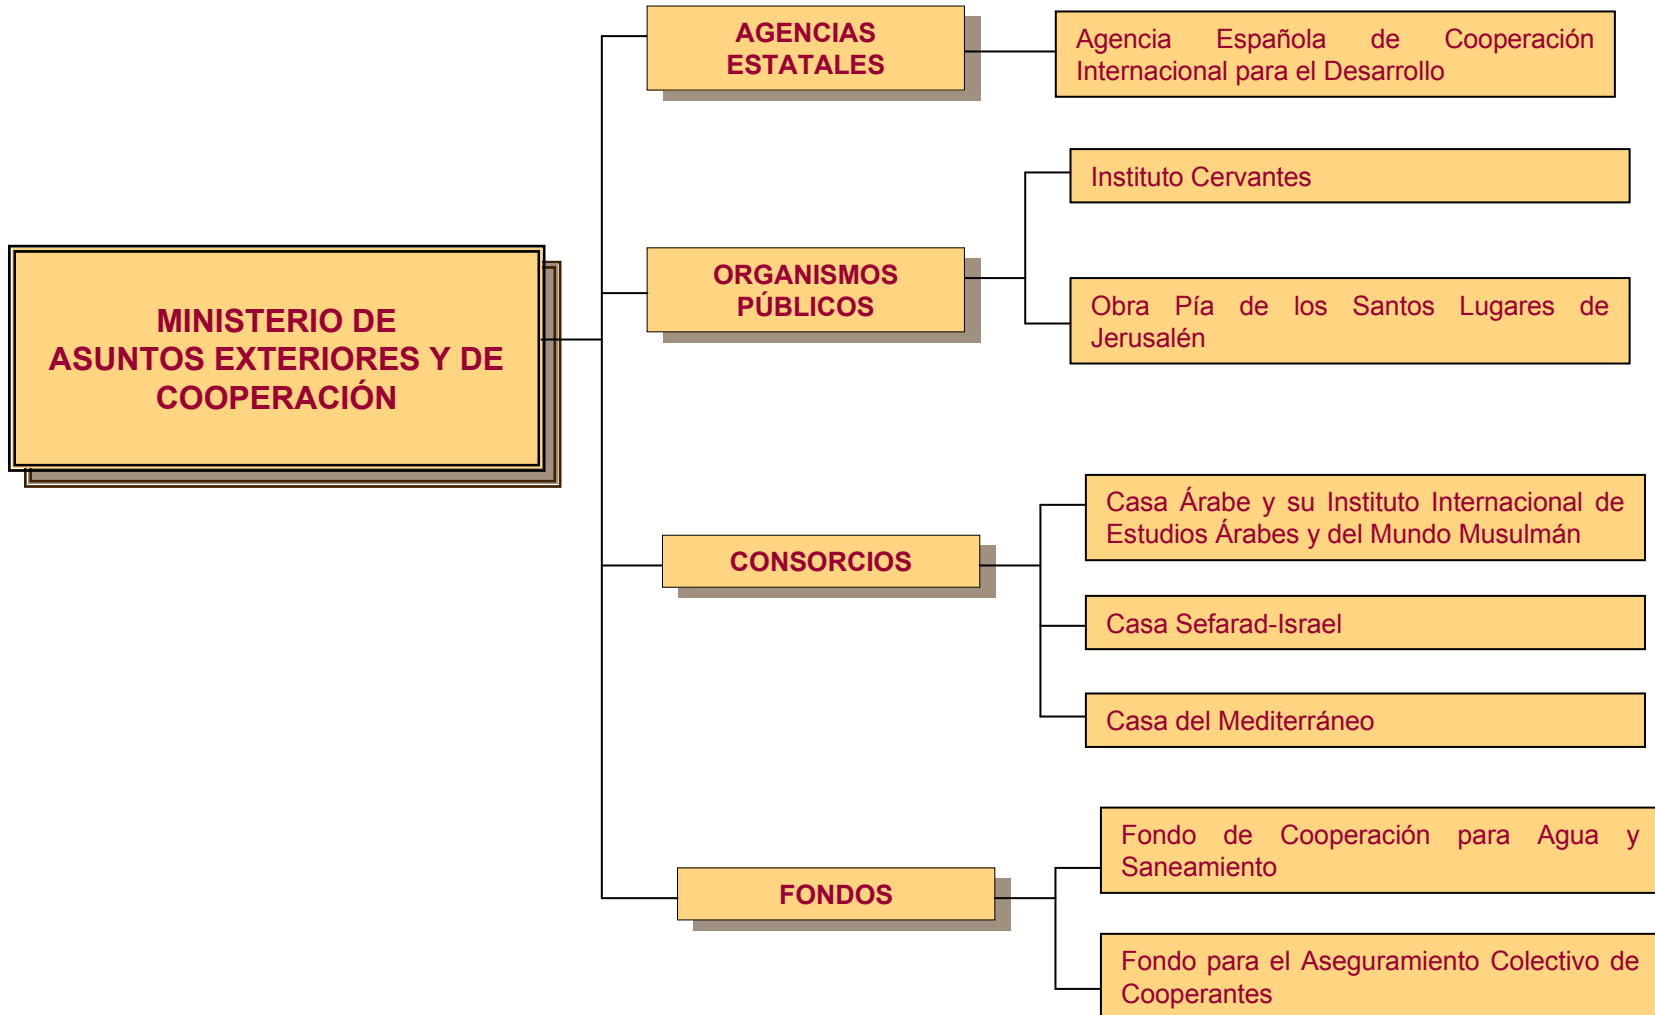 AGENCIAS
ESTATALES
Agencia Española de Cooperación
Internacional para el Desarrollo
Instituto Cervantes
ORGANISMOS
PÚBLICOS
Obra Pía de los Santos Lugares de
Jerusalén
MINISTERIO DE
ASUNTOS EXTERIORES Y DE
COOPERACIÓN
Casa Árabe y su Instituto Internacional de
Estudios Árabes y del Mundo Musulmán
CONSORCIOS
Casa Sefarad-Israel
Casa del Mediterráneo
Fondo de Cooperación para Agua y
Saneamiento
FONDOS
Fondo para el Aseguramiento Colectivo de
Cooperantes